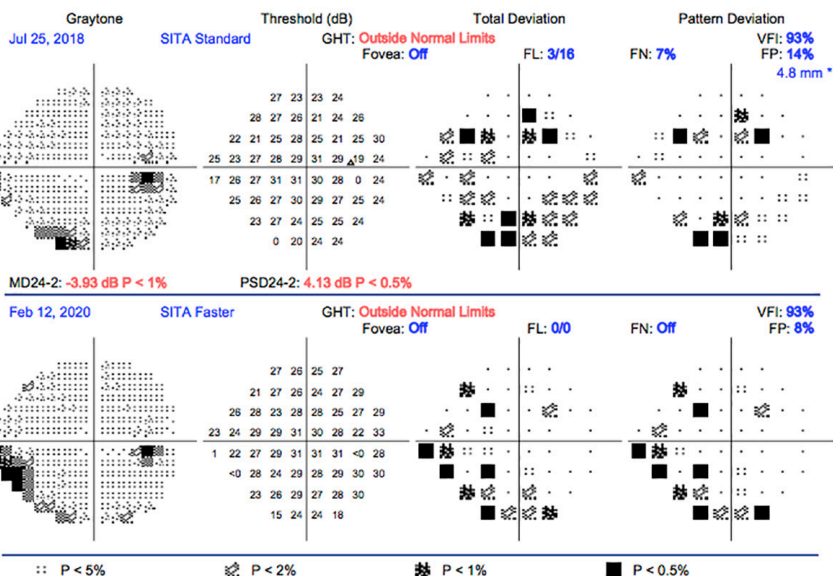 Graytone Threshold (dB) Total Deviation Pattern Deviation
Jul 25, 2018 SITA Standard GHT: Outside Normal Limits VFI: 93%
Fovea: Off FL: 3/16 FN: 7% FP: 14%
4.8 mm *
27 23 23 24
28 27 26 21 24 26
22 21 25 28 25 21 25 30
25 23 27 28 29 31 29 19 24
17 26 27 31 31 30 28 0 24
25 26 27 30 29 27 25 24
23 27 24 25 25 24
0 20 24 24
MD24-2: -3.93 dB P < 1% PSD24-2: 4.13 dB P < 0.5%
Feb 12, 2020 SITA Faster GHT: Outside Normal Limits VFI: 93%
Fovea: Off FL: 0/0 FN: Off FP: 8%
27 26 25 27
21 27 26 24 27 29
26 28 23 28 28 25 27 29
23 24 29 29 31 30 28 22 33
1 22 27 29 31 31 31 <0 28
<0 28 24 29 28 29 30 30
23 26 29 27 28 30
15 24 24 18
P < 5% P < 2% P < 1% P < 0.5%